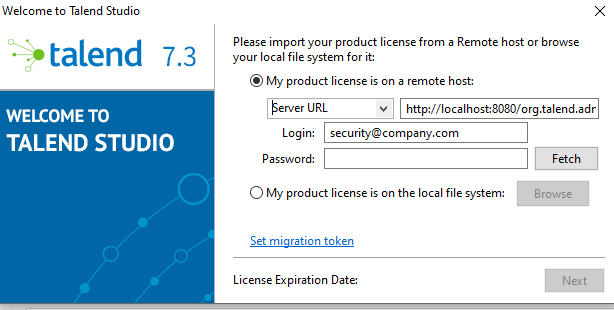 Welcome to Talend Studio
talend 7.3
WELCOME TO
TALEND STUDIO
Please import your product license from a Remote host or browse
your local file system for it:
My product license is on a remote host:
Server URL http://localhost:8080/org.talend.adr
Login: security@company.com
Password: Fetch
My product license is on the local file system: Browse
Set migration token
License Expiration Date: Next